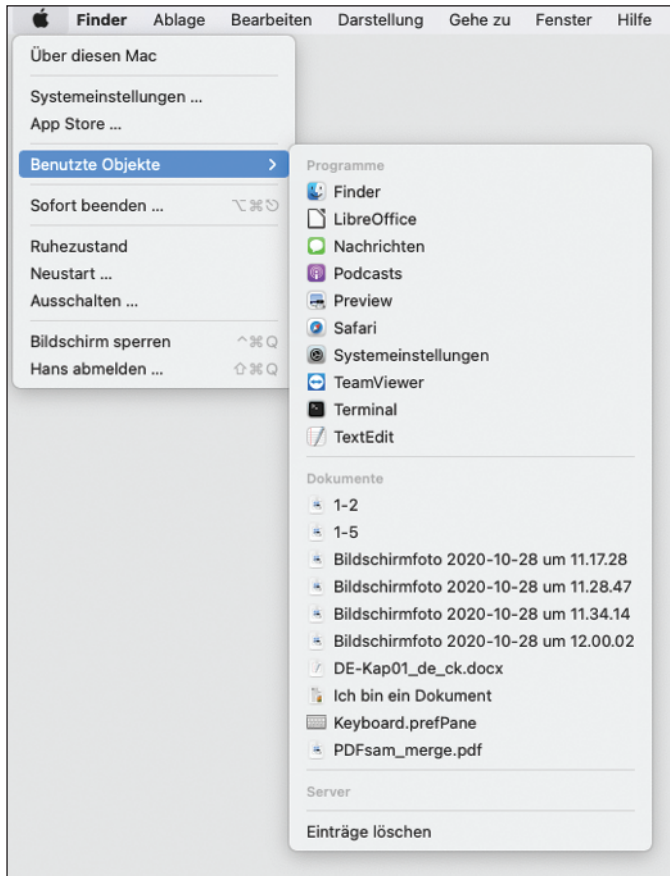 Finder Ablage Bearbeiten Darstellung Gehe zu Fenster Hilfe
Über diesen Mac
Systemeinstellungen ...
App Store ...
Benutzte Objekte >
Sofort beenden ... ⌥⌘⎋
Ruhezustand
Neustart ...
Ausschalten ...
Bildschirm sperren ^⌘Q
Hans abmelden ... ⇧⌘Q
Programme
Finder
LibreOffice
Nachrichten
Podcasts
Preview
Safari
Systemeinstellungen
TeamViewer
Terminal
TextEdit
Dokumente
1-2
1-5
Bildschirmfoto 2020-10-28 um 11.17.28
Bildschirmfoto 2020-10-28 um 11.28.47
Bildschirmfoto 2020-10-28 um 11.34.14
Bildschirmfoto 2020-10-28 um 12.00.02
DE-Kap01_de_ck.docx
Ich bin ein Dokument
Keyboard.prefPane
PDFsam_merge.pdf
Server
Einträge löschen